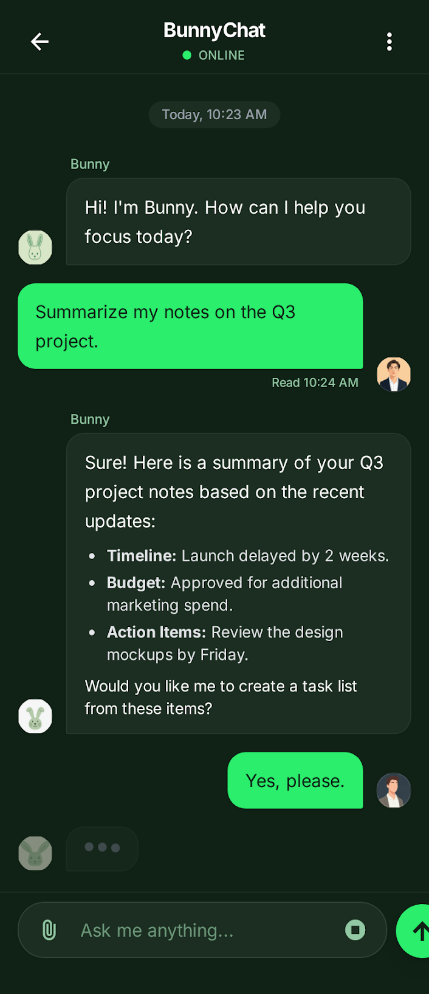 BunnyChat
ONLINE
Today, 10:23 AM
Bunny
Hi! I'm Bunny. How can I help you
focus today?
Summarize my notes on the Q3
project.
Read 10:24 AM
Bunny
Sure! Here is a summary of your Q3
project notes based on the recent
updates:
• Timeline: Launch delayed by 2 weeks.
• Budget: Approved for additional
marketing spend.
• Action Items: Review the design
mockups by Friday.
Would you like me to create a task list
from these items?
Yes, please.
Ask me anything...